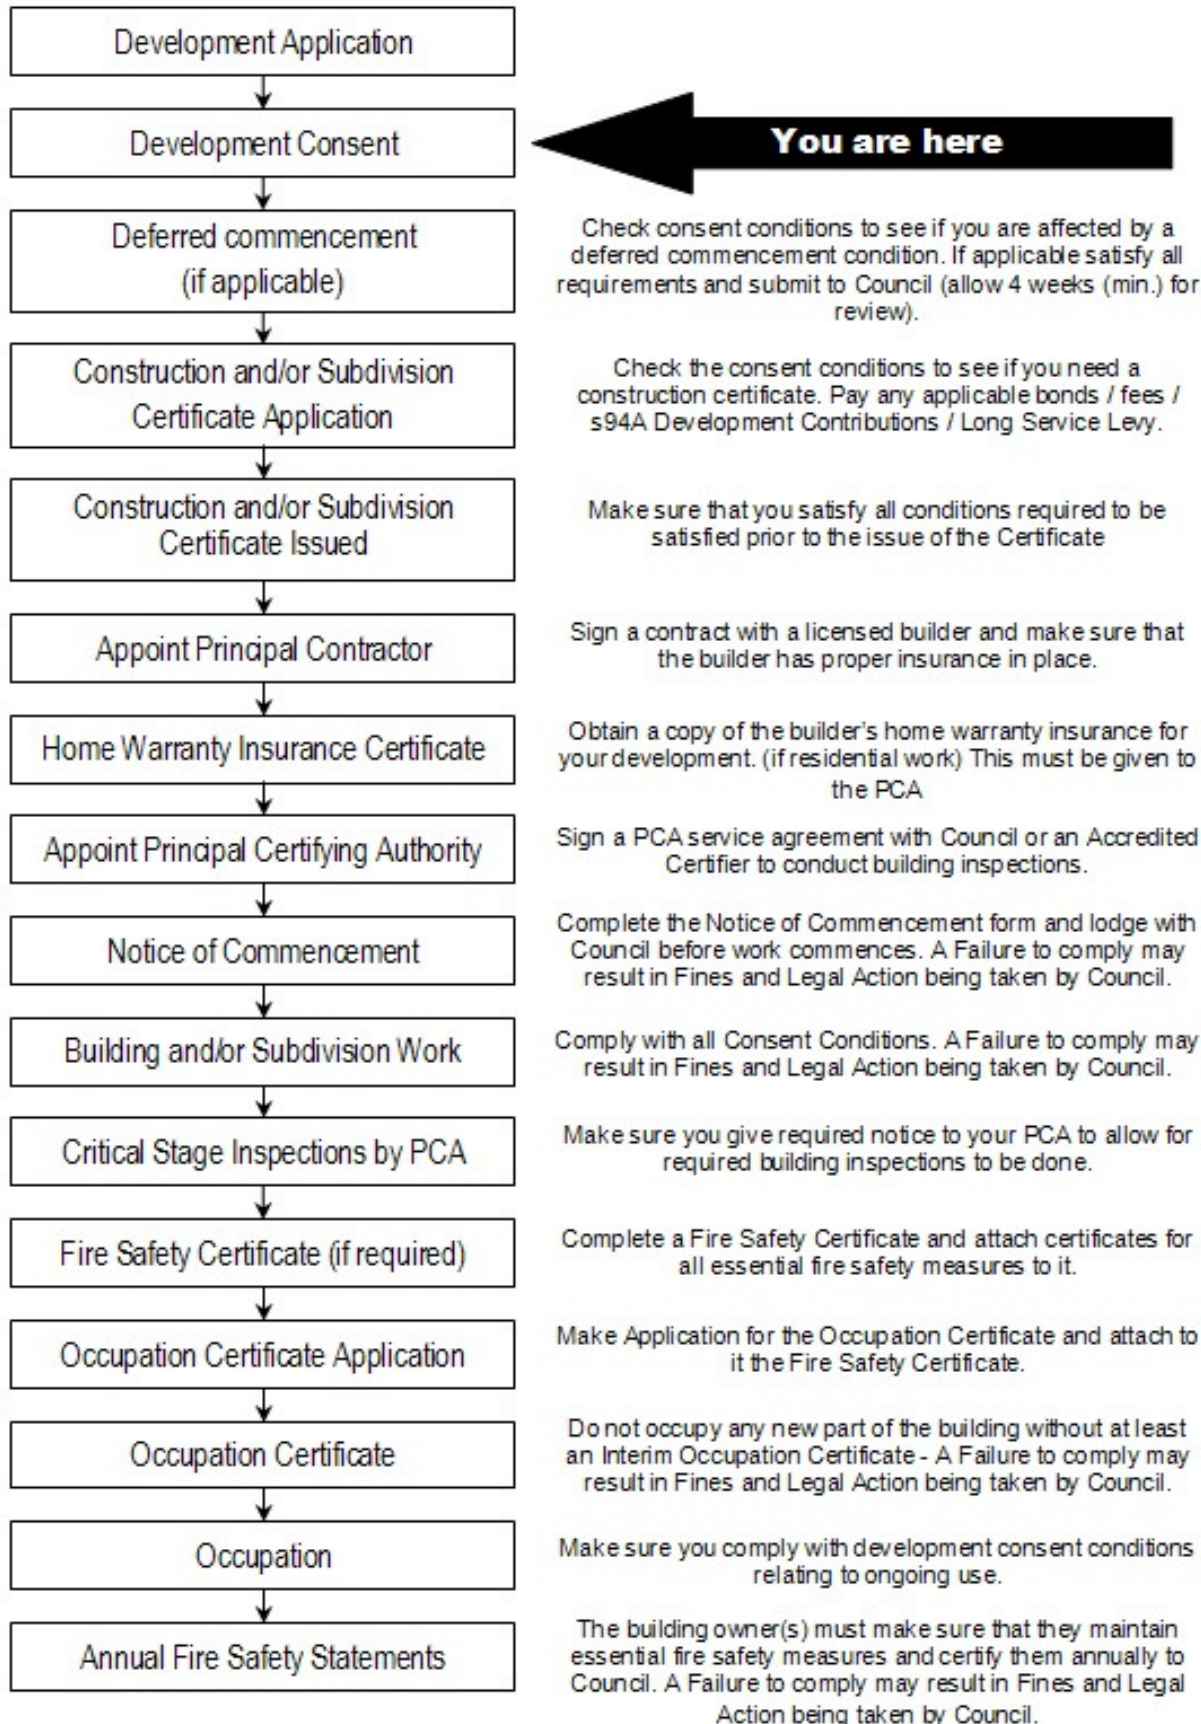 Development Application
Development Consent
You are here
Deferred commencement
(if applicable)
Check consent conditions to see if you are affected by a
deferred commencement condition. If applicable satisfy all
requirements and submit to Council (allow 4 weeks (min.) for
review).
Construction and/or Subdivision
Certificate Application
Check the consent conditions to see if you need a
construction certificate. Pay any applicable bonds / fees /
s94A Development Contributions / Long Service Levy.
Construction and/or Subdivision
Certificate Issued
Make sure that you satisfy all conditions required to be
satisfied prior to the issue of the Certificate
Appoint Principal Contractor
Sign a contract with a licensed builder and make sure that
the builder has proper insurance in place.
Home Warranty Insurance Certificate
Obtain a copy of the builder's home warranty insurance for
your development. (if residential work) This must be given to
the PCA
Appoint Principal Certifying Authority
Sign a PCA service agreement with Council or an Accredited
Certifier to conduct building inspections.
Notice of Commencement
Complete the Notice of Commencement form and lodge with
Council before work commences. A Failure to comply may
result in Fines and Legal Action being taken by Council.
Building and/or Subdivision Work
Comply with all Consent Conditions. A Failure to comply may
result in Fines and Legal Action being taken by Council.
Critical Stage Inspections by PCA
Make sure you give required notice to your PCA to allow for
required building inspections to be done.
Fire Safety Certificate (if required)
Complete a Fire Safety Certificate and attach certificates for
all essential fire safety measures to it.
Occupation Certificate Application
Make Application for the Occupation Certificate and attach to
it the Fire Safety Certificate.
Occupation Certificate
Do not occupy any new part of the building without at least
an Interim Occupation Certificate - A Failure to comply may
result in Fines and Legal Action being taken by Council.
Occupation
Make sure you comply with development consent conditions
relating to ongoing use.
Annual Fire Safety Statements
The building owner(s) must make sure that they maintain
essential fire safety measures and certify them annually to
Council. A Failure to comply may result in Fines and Legal
Action being taken by Council.